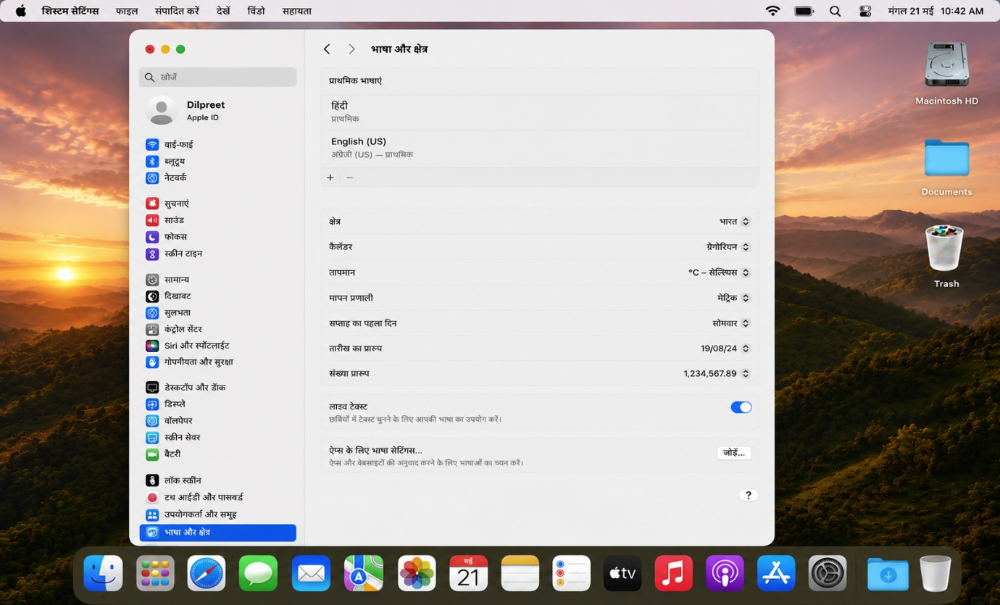 शिस्टम सेटिंग्स फाइल संपादित करें देखें विंडो सहायता मंगल 21 मई 10:42 AM
खोजें
Dilpreet
Apple ID
वाई-फाई
ब्लूटूय
नेटवर्क
सुचनाएं
साउंड
फोकस
स्क्रीन टाइन
सामान्य
दिखावट
सुलभता
कंट्रोल सेंटर
Siri और स्पॉटलाईट
गोपनीयता और सुरक्षा
डेस्कटॉप और डॉक
डिस्प्ले
वॉलपेपर
स्क्रीन सेवर
बैटरी
लॉक स्क्रीन
टच आईडी और पासवर्ड
उपयोगकर्ता और समूह
भाषा और क्षेत्र
भाषा और क्षेत्र
प्राथमिक भाषाएं
हिंदी
प्राथमिक
English (US)
अंग्रेजी (US) — प्राथमिक
+ −
क्षेत्र भारत
कैलेंडर ग्रेगोरियन
तापमान °C – सेल्सियस
मापन प्रणाली मेट्रिक
सप्ताह का पहला दिन सोमवार
तारीख का प्रारुप 19/08/24
संख्या प्रारुप 1,234,567.89
लाइव टेक्स्ट
छवियों में टेक्स्ट चुनने के लिए आपकी भाषा का उपयोग करें।
ऐप्स के लिए भाषा सेटिंगस... जोड़ें...
ऐप्स और वेबसाइटों की अनुवाद करने के लिए भाषाओं का चयन करें।
?
Macintosh HD
Documents
Trash
मई
21
tv